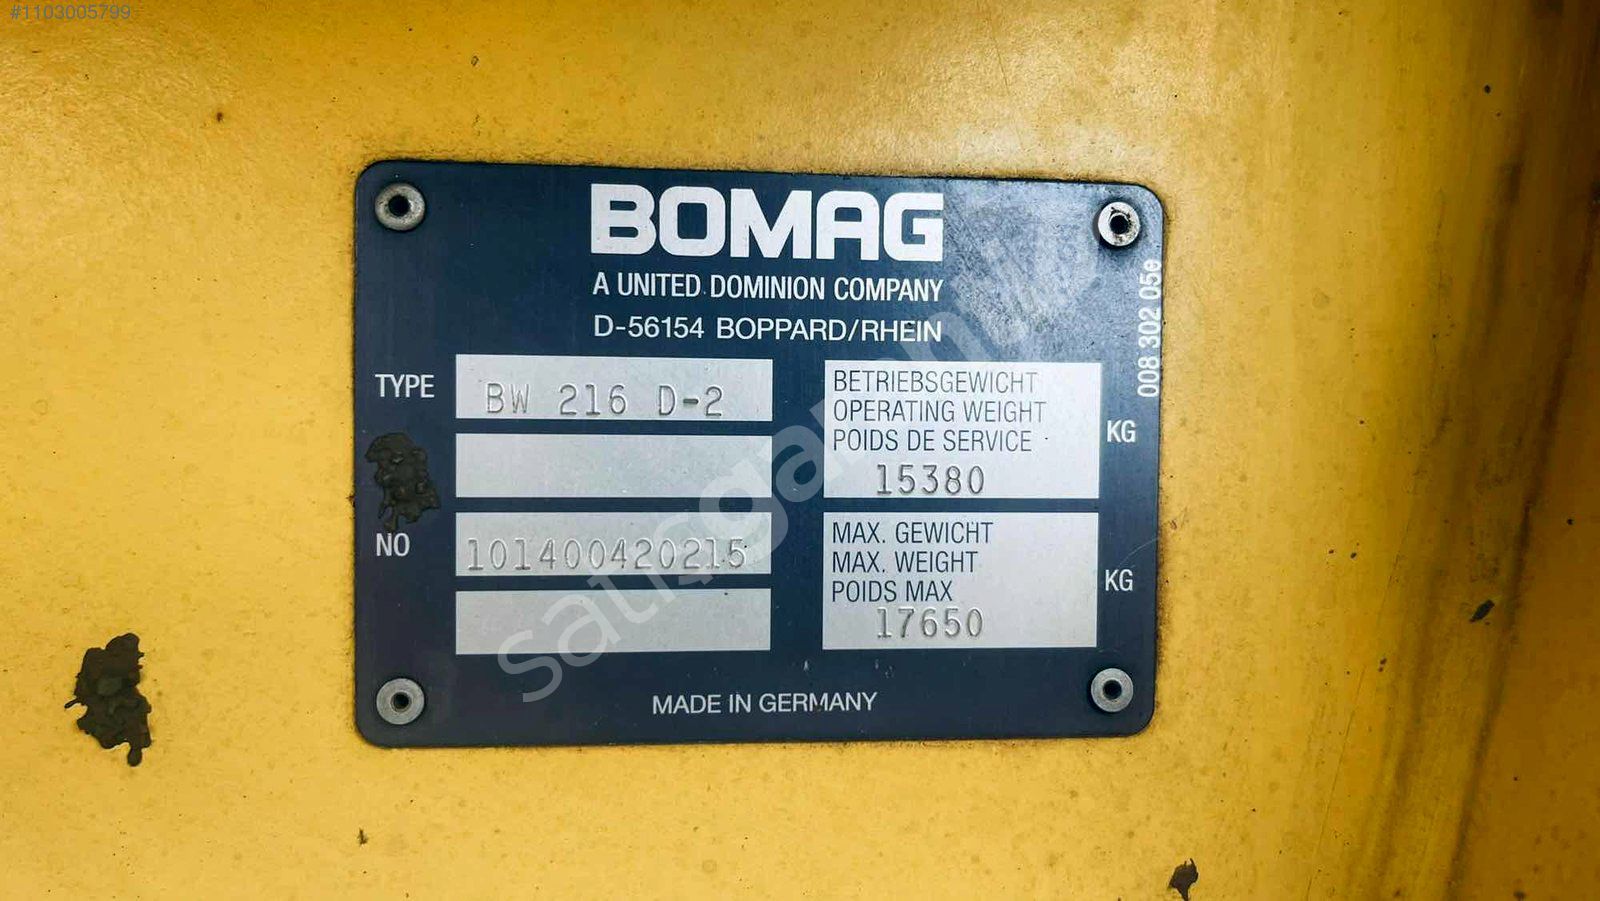 #1103005799
BOMAG
A UNITED DOMINION COMPANY
D-56154 BOPPARD/RHEIN
008 302 05e
TYPE
BW 216 D-2
NO
101400420215
BETRIEBSGEWICHT
OPERATING WEIGHT
POIDS DE SERVICE
15380
KG
MAX. GEWICHT
MAX. WEIGHT
POIDS MAX
17650
KG
MADE IN GERMANY